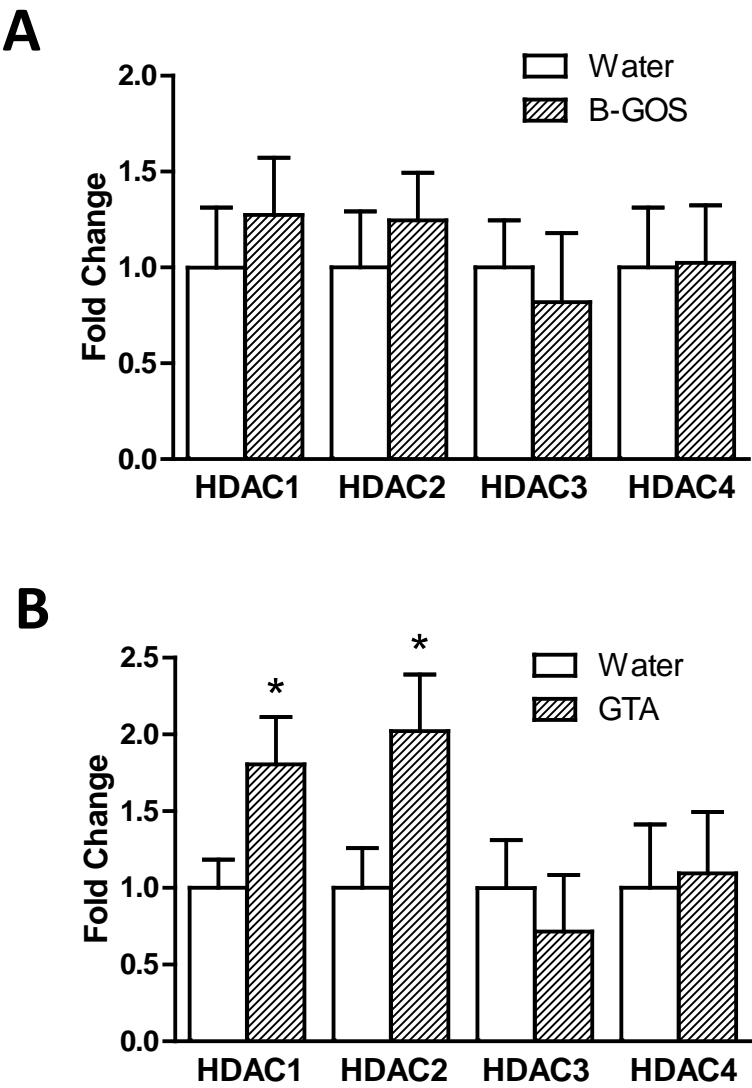 A
Water
B-GOS
Fold Change
2.0
1.5
1.0
0.5
0.0
HDAC1 HDAC2 HDAC3 HDAC4
B
Water
GTA
Fold Change
2.5
2.0
1.5
1.0
0.5
0.0
*
*
HDAC1 HDAC2 HDAC3 HDAC4